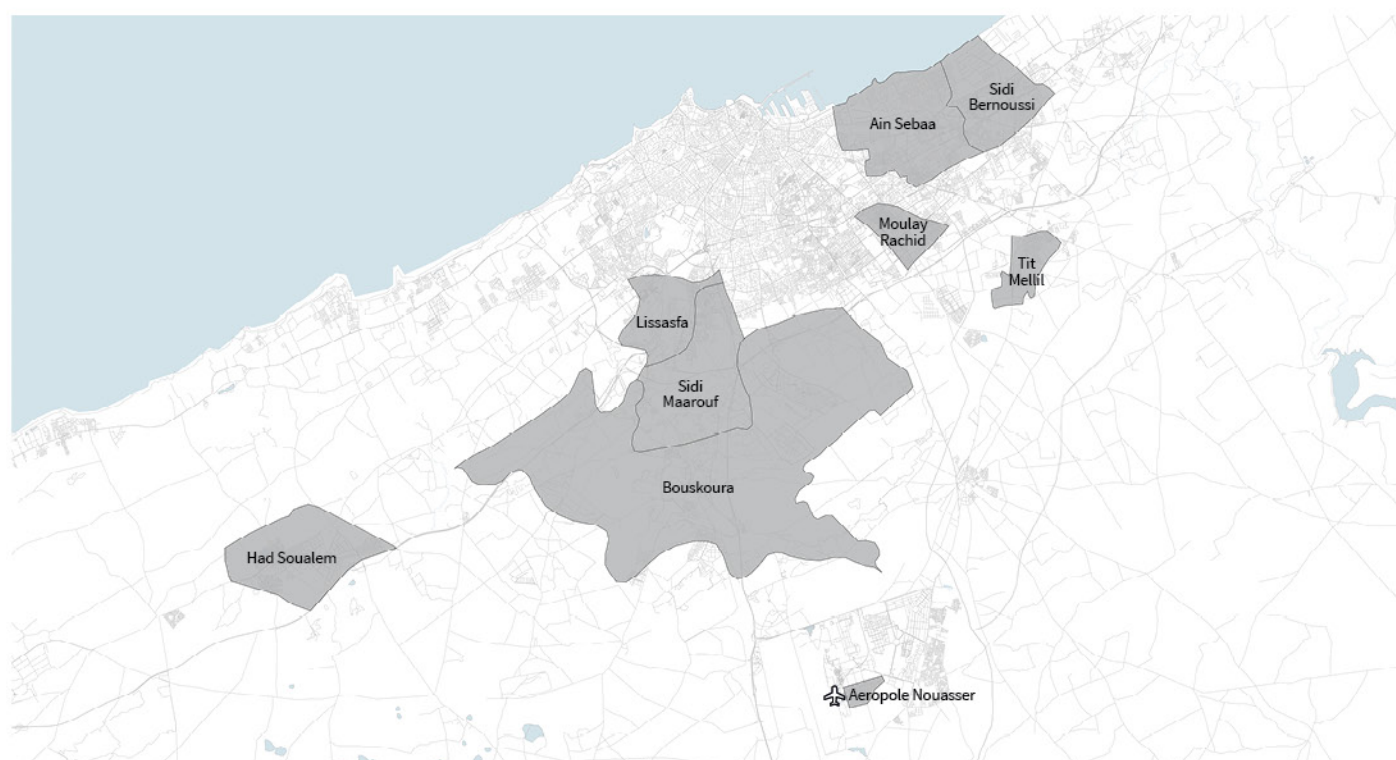 Sidi
Bernoussi
Ain Sebaa
Moulay
Rachid
Tit
Mellil
Lissasfa
Sidi
Maarouf
Bouskoura
Had Soualem
Aeropole Nouasser